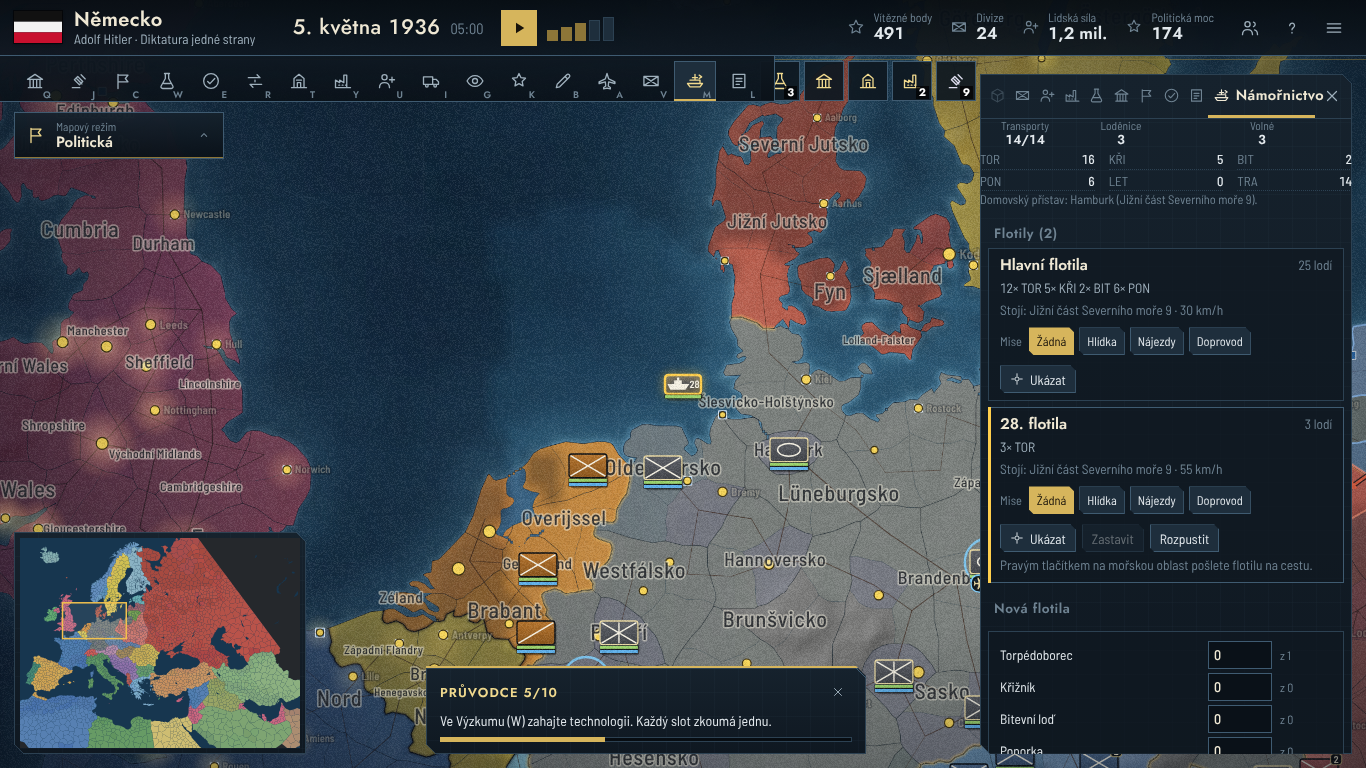 Německo
Adolf Hitler · Diktatura jedné strany
5. května 1936 05:00
Vítězné body
491
Divize
24
Lidská síla
1,2 mil.
Politická moc
174
?
Q J C W E R T Y U I G K B A V M L
3
2
9
Mapový režim
Politická
Námořnictvo
Transporty
14/14
Loděnice
3
Volné
3
TOR 16 KŘI 5 BIT 2
PON 6 LET 0 TRA 14
Domovský přístav: Hamburk (Jižní část Severního moře 9).
Flotily (2)
Hlavní flotila 25 lodí
12× TOR 5× KŘI 2× BIT 6× PON
Stojí: Jižní část Severního moře 9 · 30 km/h
Mise Žádná Hlídka Nájezdy Doprovod
Ukázat
28. flotila 3 lodí
3× TOR
Stojí: Jižní část Severního moře 9 · 55 km/h
Mise Žádná Hlídka Nájezdy Doprovod
Ukázat Zastavit Rozpustit
Pravým tlačítkem na mořskou oblast pošlete flotilu na cestu.
Nová flotila
Torpédoborec 0 z 1
Křižník 0 z 0
Bitevní loď 0 z 0
Ponorka 0 z 0
Edinburgh
Cumbria
Newcastle
Durham
Manchester
Leeds
Sheffield
Hull
Lincolnshire
Nottingham
Shropshire
Východní Midlands
Norwich
Cambridgeshire
Wales
Gloucestershire
Aalborg
Severní Jutsko
Aarhus
Jižní Jutsko
Sjælland
Fyn
Lolland-Falster
28
Kiel
Šlesvicko-Holštýnsko
Rostock
Brémy
Lüneburgsko
Overijssel
Westfálsko
Hannoversko
Zéland
Brabant
Antverpy
Západní Flandry
Brunšvicko
Lille
Nord
Sasko
Amiens
Rouen
Hesensko
2
PRŮVODCE 5/10
Ve Výzkumu (W) zahajte technologii. Každý slot zkoumá jednu.